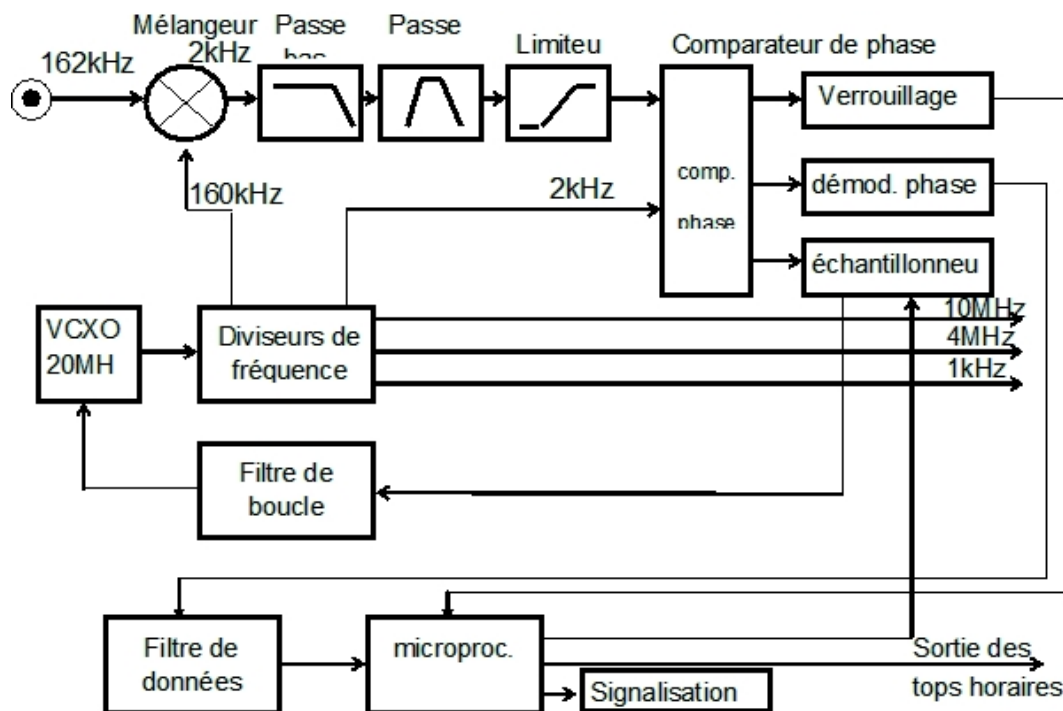 Mélangeur
Passe
Passe
Limiteu
Comparateur de phase
162kHz
2kHz
Verrouillage
160kHz
2kHz
comp.
phase
démod. phase
échantillonneu
VCXO
20MH
Diviseurs de
fréquence
10MHz
4MHz
1kHz
Filtre de
boucle
Filtre de
données
microproc.
Sortie des
tops horaires
Signalisation